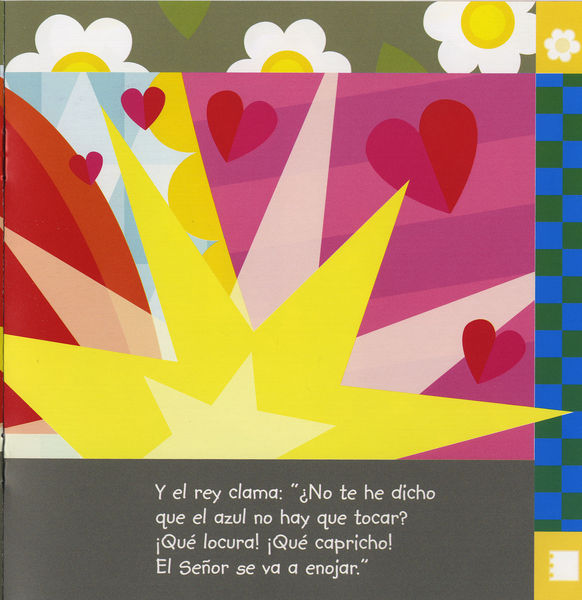 Y el rey clama: "¿No te he dicho
que el azul no hay que tocar?
¡Qué locura! ¡Qué capricho!
El Señor se va a enojar."